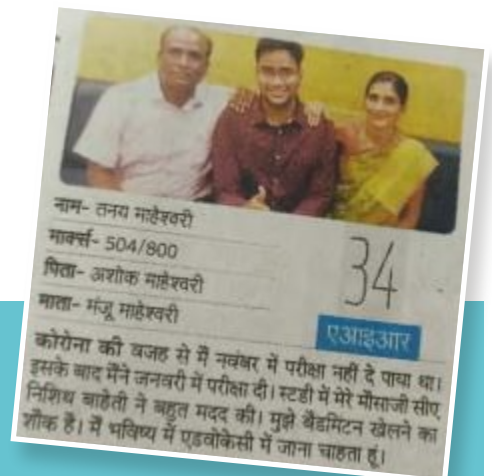 नाम- तनय माहेश्वरी
मार्क्स- 504/800
पिता- अशोक माहेश्वरी
माता- मंजू माहेश्वरी
34
एआइआर
कोरोना की वजह से मैं नवंबर में परीक्षा नहीं दे पाया था।
इसके बाद मैंने जनवरी में परीक्षा दी। स्टडी में मेरे मौसाजी सीए
निशिथ बाहेती ने बहुत मदद की। मुझे बैडमिंटन खेलने का
शौक है। मैं भविष्य में एडवोकेसी में जाना चाहता हूं।